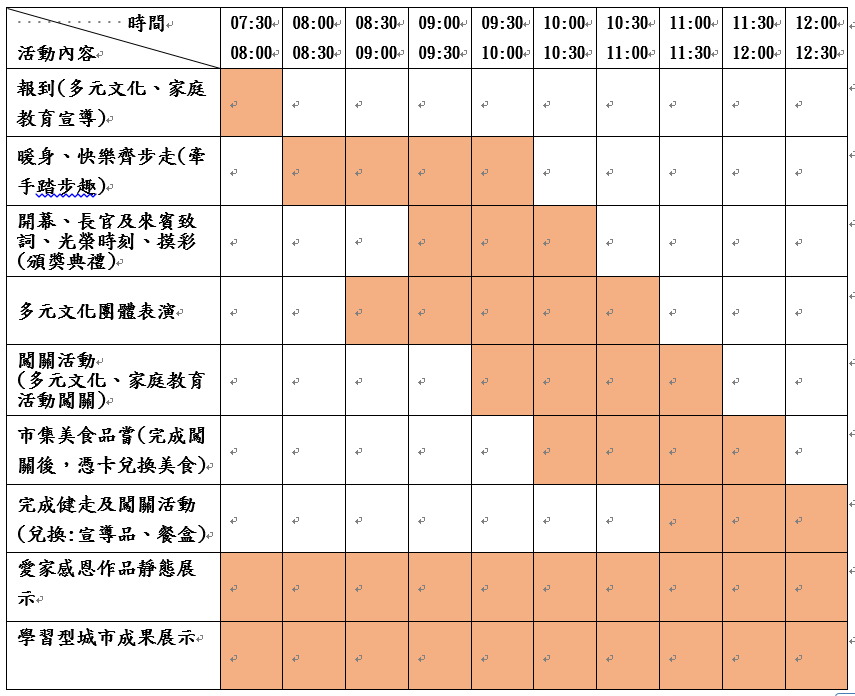 時間 07:30 08:00 08:30 09:00 09:30 10:00 10:30 11:00 11:30 12:00
活動內容 08:00 08:30 09:00 09:30 10:00 10:30 11:00 11:30 12:00 12:30
報到(多元文化、家庭
教育宣導)
暖身、快樂齊步走(牽
手踏步趣)
開幕、長官及來賓致
詞、光榮時刻、摸彩
(頒獎典禮)
多元文化團體表演
闖關活動
(多元文化、家庭教育
活動闖關)
市集美食品嘗(完成闖
關後，憑卡兌換美食)
完成健走及闖關活動
(兌換:宣導品、餐盒)
愛家感恩作品靜態展
示
學習型城市成果展示